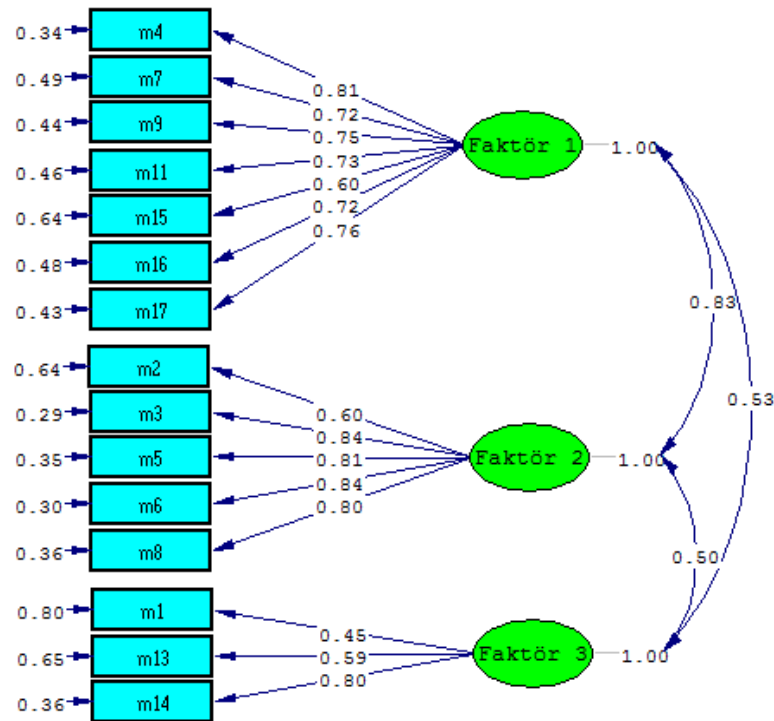 0.34 m4
0.49 m7
0.44 m9
0.46 m11
0.64 m15
0.48 m16
0.43 m17
0.81
0.72
0.75
0.73
0.60
0.72
0.76
Faktör 1 1.00
0.83
0.53
0.64 m2
0.29 m3
0.35 m5
0.30 m6
0.36 m8
0.60
0.84
0.81
0.84
0.80
Faktör 2 1.00
0.50
0.80 m1
0.65 m13
0.36 m14
0.45
0.59
0.80
Faktör 3 1.00